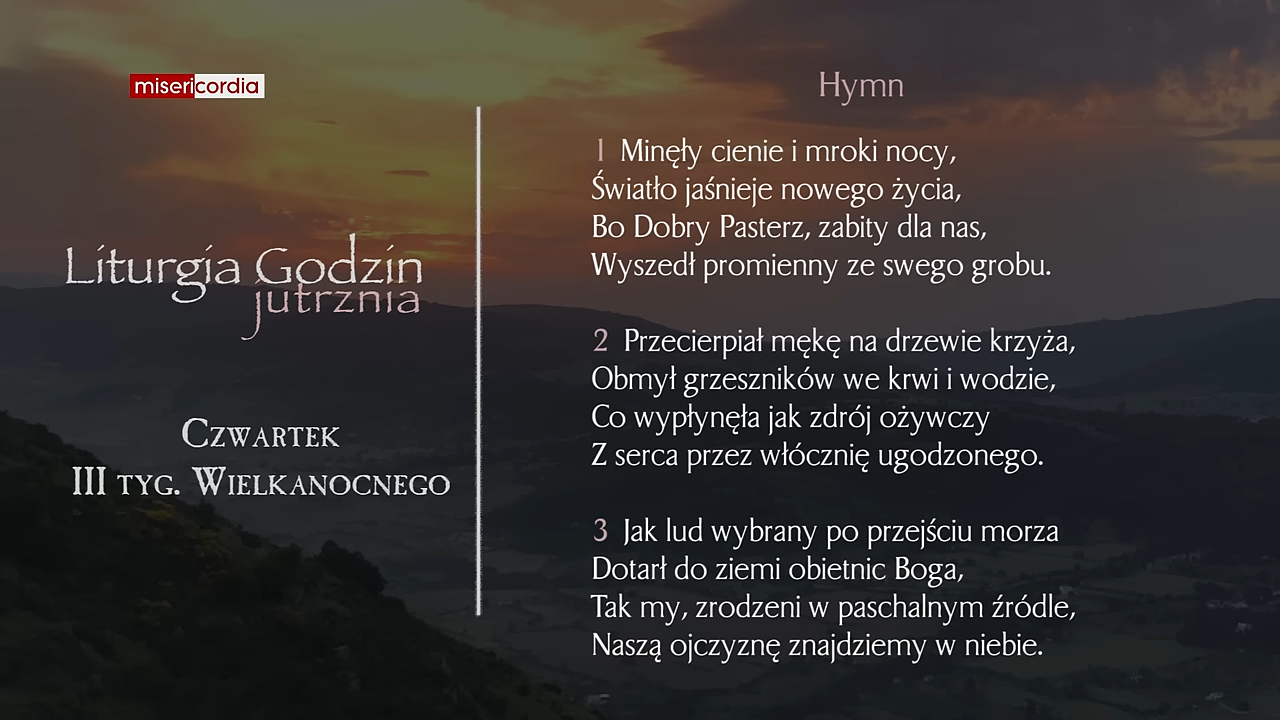 misericordia
Liturgia Godzin
jutrznia
Czwartek
III tyg. Wielkanocnego
Hymn
1 Minęły cienie i mroki nocy,
Światło jaśnieje nowego życia,
Bo Dobry Pasterz, zabity dla nas,
Wyszedł promienny ze swego grobu.
2 Przecierpiał mękę na drzewie krzyża,
Obmył grzeszników we krwi i wodzie,
Co wypłynęła jak zdrój ożywczy
Z serca przez włócznię ugodzonego.
3 Jak lud wybrany po przejściu morza
Dotarł do ziemi obietnic Boga,
Tak my, zrodzeni w paschalnym źródle,
Naszą ojczyznę znajdziemy w niebie.